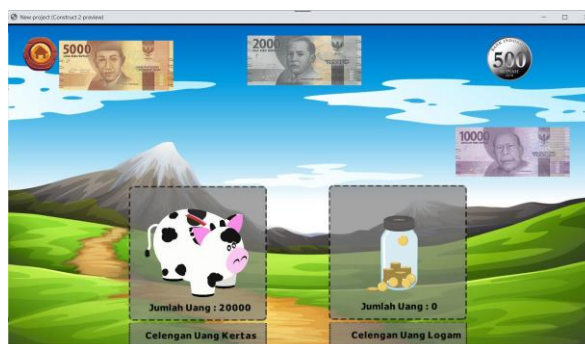 New project (Construct 2 preview)
5000
2000
500
10000
Jumlah Uang : 20000
Jumlah Uang : 0
Celengan Uang Kertas
Celengan Uang Logam